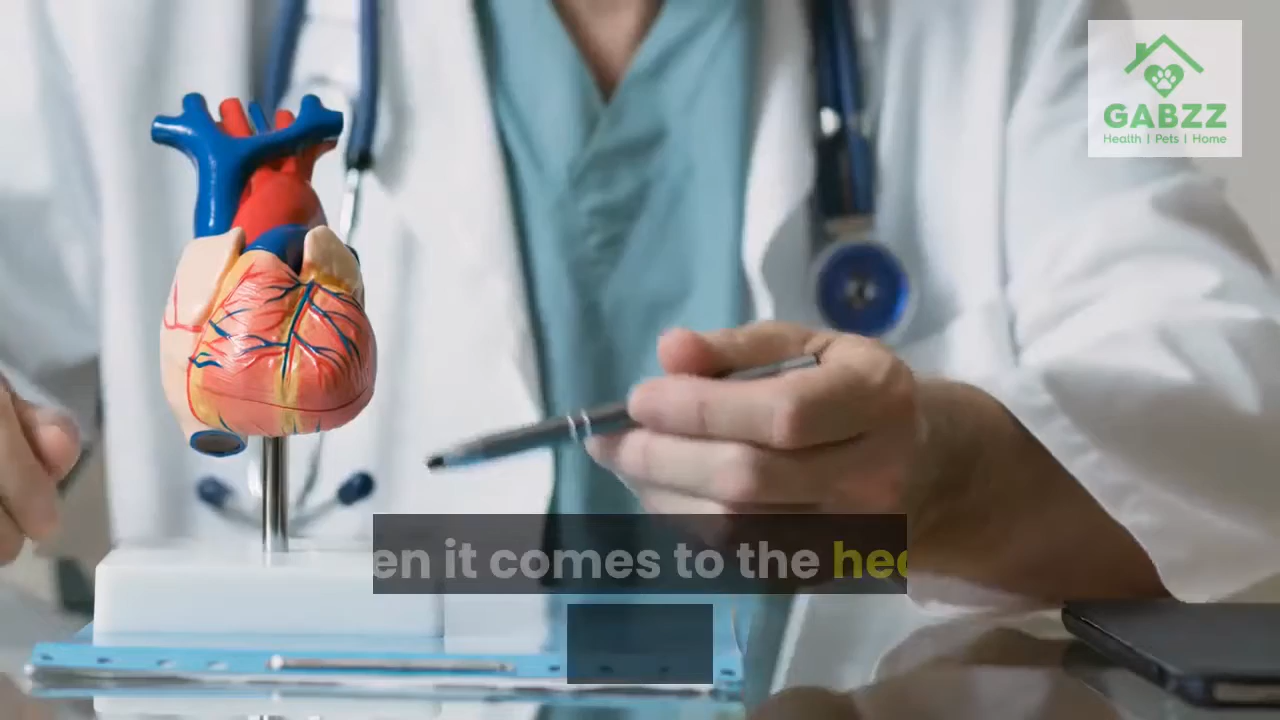 GABZZ
Health | Pets | Home
en it comes to the hea